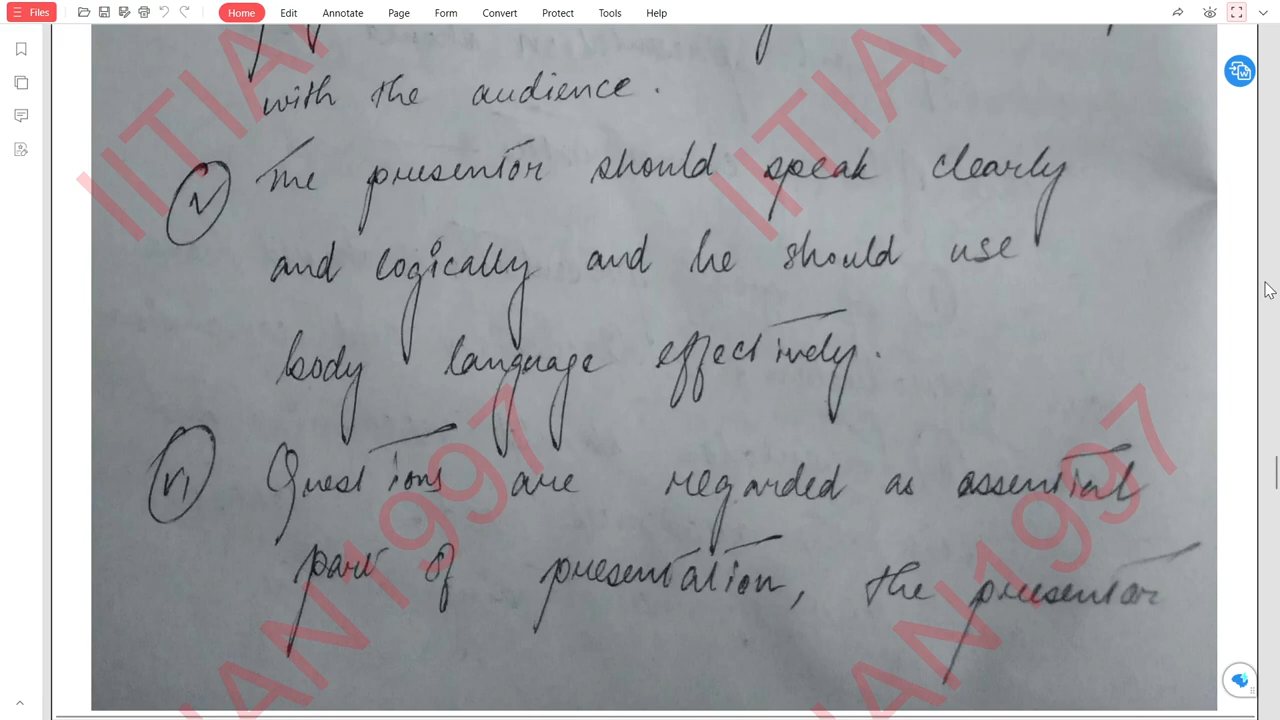 Files
Home Edit Annotate Page Form Convert Protect Tools Help
with the audience.
v The presentor should speak clearly
and logically and he should use
body language effectively.
vi Questions are regarded as assential
part of presentation, the presentor
IITIAN1997
IITIAN1997